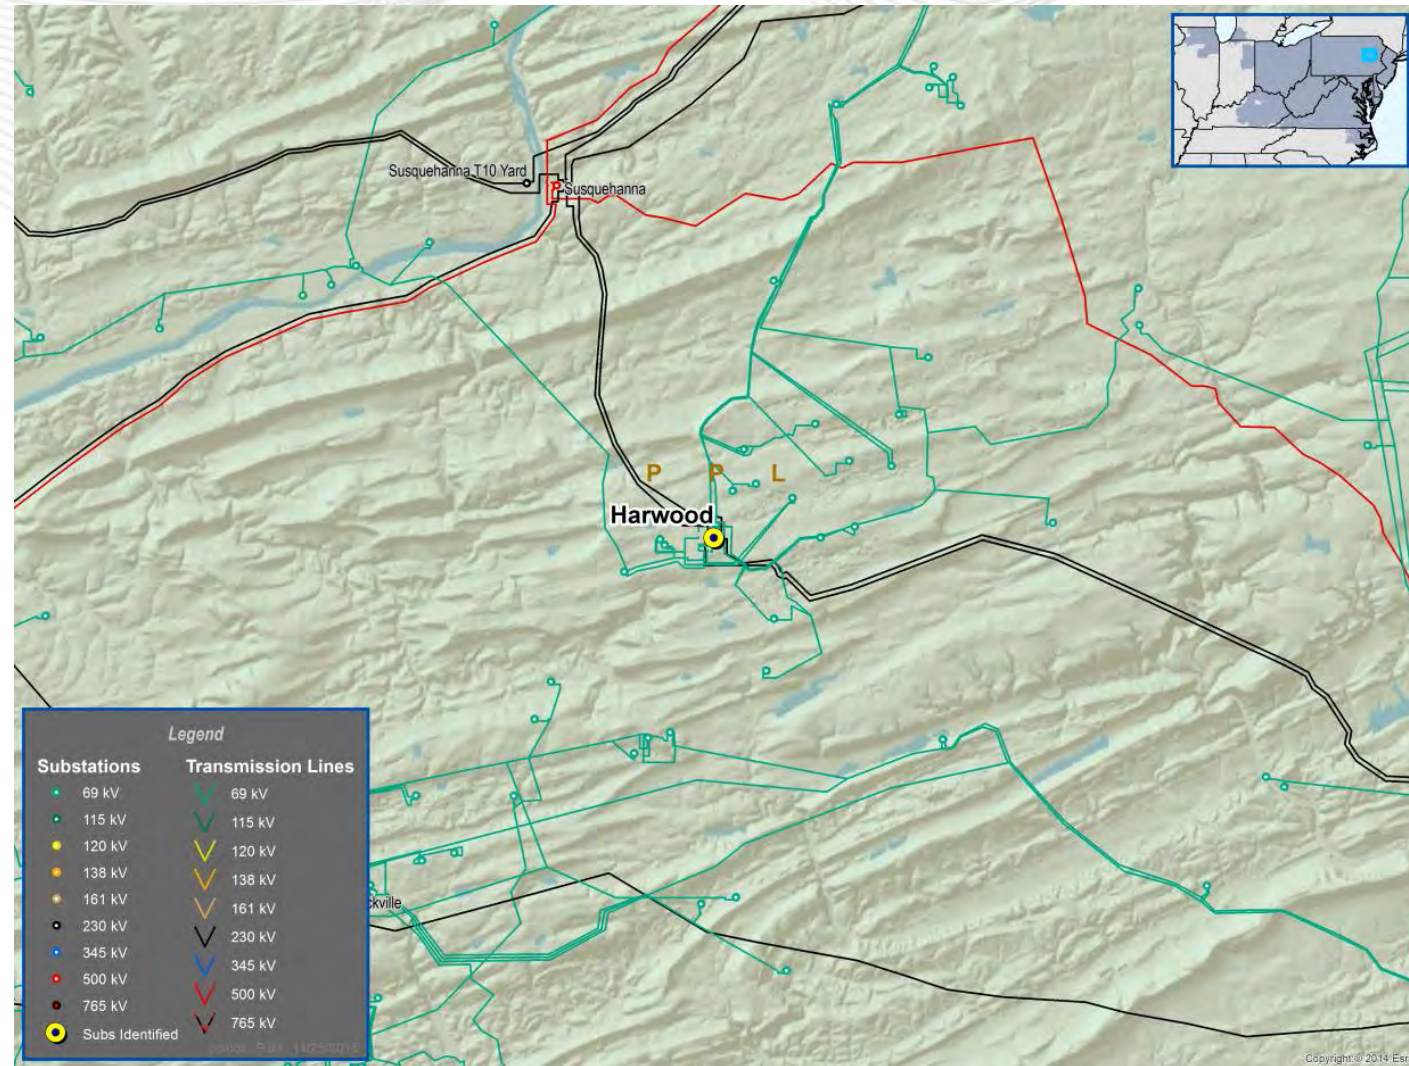 Susquehanna T10 Yard
Susquehanna
P P L
Harwood
ckville
Legend
Substations
Transmission Lines
69 kV
69 kV
115 kV
115 kV
120 kV
120 kV
138 kV
138 kV
161 kV
161 kV
230 kV
230 kV
345 kV
345 kV
500 kV
500 kV
765 kV
765 kV
Subs Identified
Copyright:© 2014 Esr